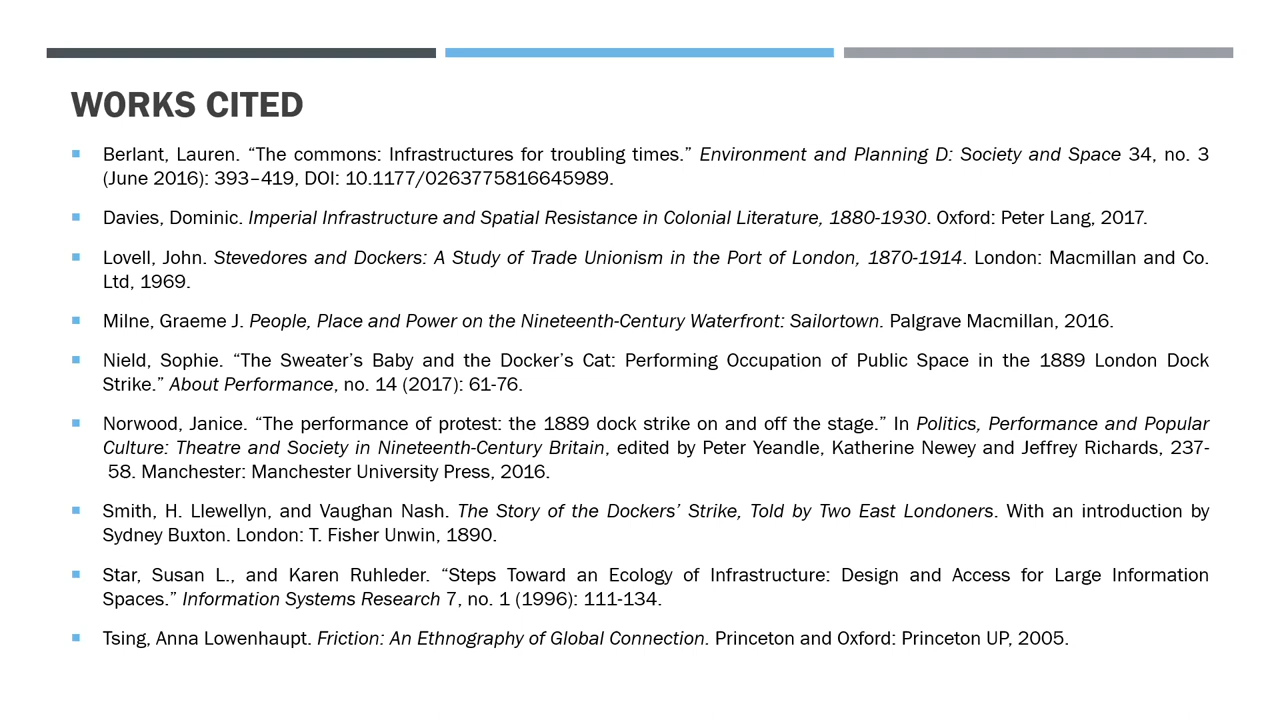 WORKS CITED
Berlant, Lauren. “The commons: Infrastructures for troubling times.” Environment and Planning D: Society and Space 34, no. 3
(June 2016): 393–419, DOI: 10.1177/0263775816645989.
Davies, Dominic. Imperial Infrastructure and Spatial Resistance in Colonial Literature, 1880-1930. Oxford: Peter Lang, 2017.
Lovell, John. Stevedores and Dockers: A Study of Trade Unionism in the Port of London, 1870-1914. London: Macmillan and Co.
Ltd, 1969.
Milne, Graeme J. People, Place and Power on the Nineteenth-Century Waterfront: Sailortown. Palgrave Macmillan, 2016.
Nield, Sophie. “The Sweater’s Baby and the Docker’s Cat: Performing Occupation of Public Space in the 1889 London Dock
Strike.” About Performance, no. 14 (2017): 61-76.
Norwood, Janice. “The performance of protest: the 1889 dock strike on and off the stage.” In Politics, Performance and Popular
Culture: Theatre and Society in Nineteenth-Century Britain, edited by Peter Yeandle, Katherine Newey and Jeffrey Richards, 237-
58. Manchester: Manchester University Press, 2016.
Smith, H. Llewellyn, and Vaughan Nash. The Story of the Dockers’ Strike, Told by Two East Londoners. With an introduction by
Sydney Buxton. London: T. Fisher Unwin, 1890.
Star, Susan L., and Karen Ruhleder. “Steps Toward an Ecology of Infrastructure: Design and Access for Large Information
Spaces.” Information Systems Research 7, no. 1 (1996): 111-134.
Tsing, Anna Lowenhaupt. Friction: An Ethnography of Global Connection. Princeton and Oxford: Princeton UP, 2005.